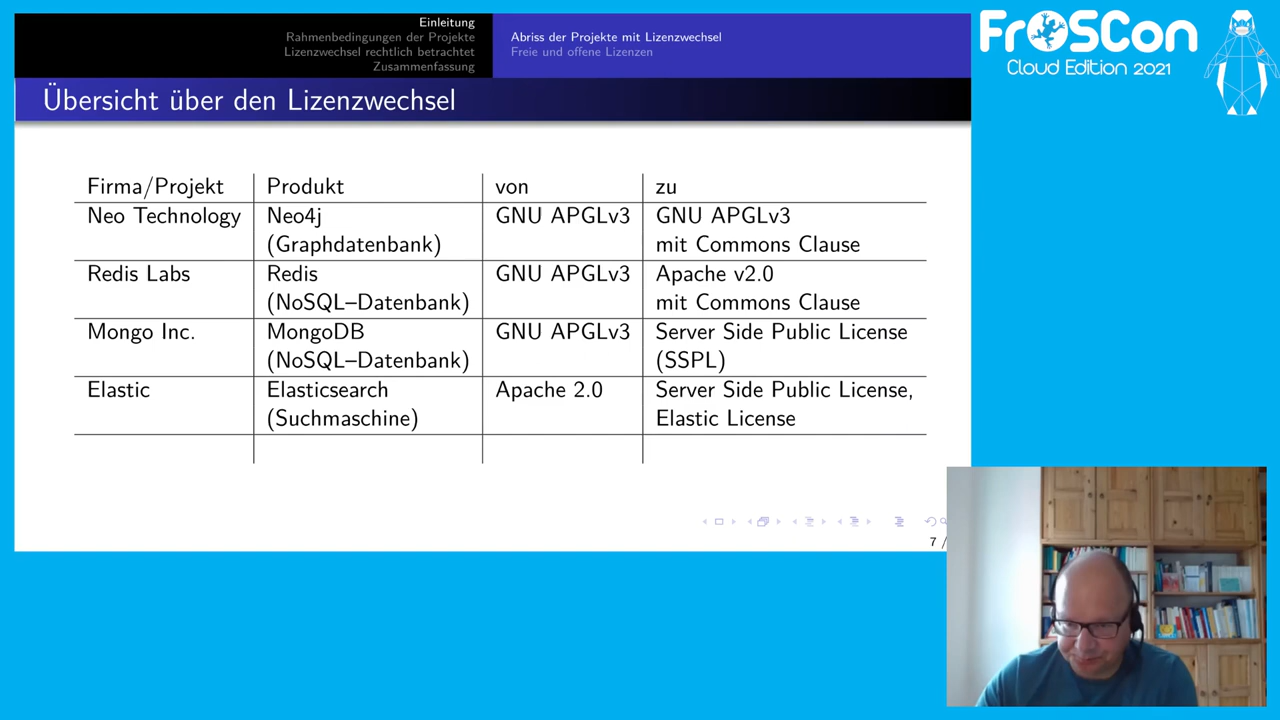 Einleitung
Rahmenbedingungen der Projekte
Lizenzwechsel rechtlich betrachtet
Zusammenfassung
Abriss der Projekte mit Lizenzwechsel
Freie und offene Lizenzen
FrOSCon
Cloud Edition 2021
Übersicht über den Lizenzwechsel
Firma/Projekt Produkt von zu
Neo Technology Neo4j GNU APGLv3 GNU APGLv3
(Graphdatenbank) mit Commons Clause
Redis Labs Redis GNU APGLv3 Apache v2.0
(NoSQL–Datenbank) mit Commons Clause
Mongo Inc. MongoDB GNU APGLv3 Server Side Public License
(NoSQL–Datenbank) (SSPL)
Elastic Elasticsearch Apache 2.0 Server Side Public License,
(Suchmaschine) Elastic License
7 /